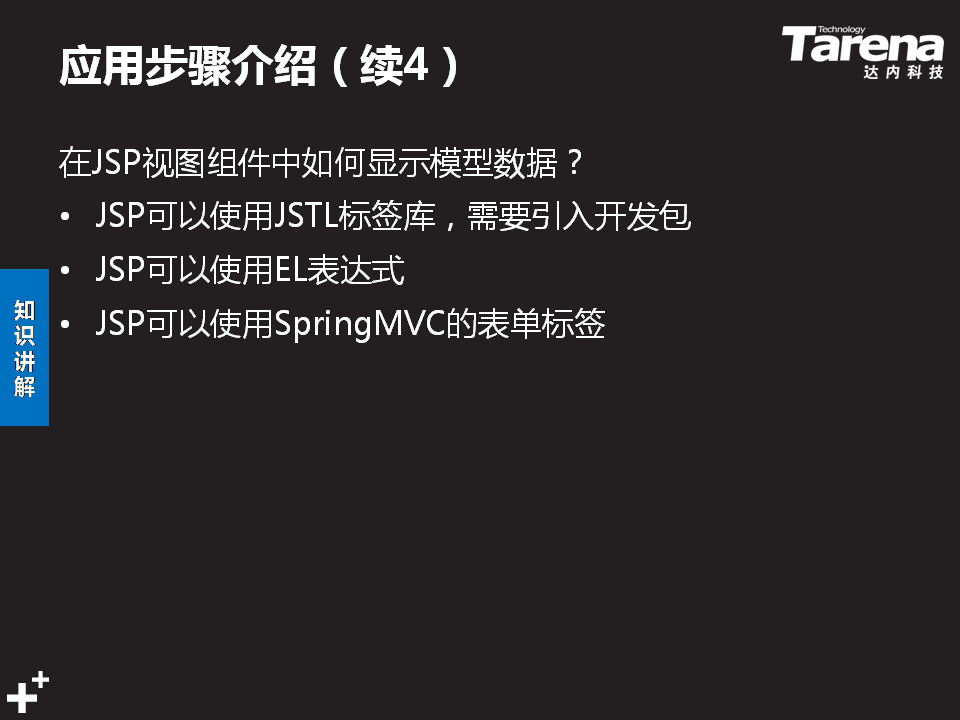 应用步骤介绍（续4）
Technology
Tarena
达内科技
在JSP视图组件中如何显示模型数据？
• JSP可以使用JSTL标签库，需要引入开发包
• JSP可以使用EL表达式
• JSP可以使用SpringMVC的表单标签
知
识
讲
解